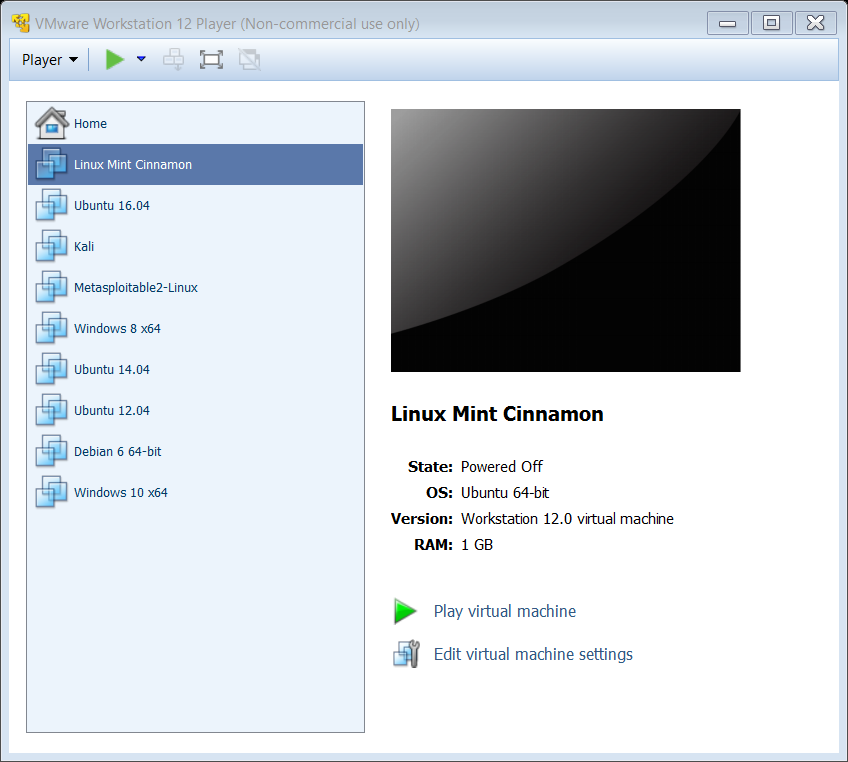 VMware Workstation 12 Player (Non-commercial use only)
Player
Home
Linux Mint Cinnamon
Ubuntu 16.04
Kali
Metasploitable2-Linux
Windows 8 x64
Ubuntu 14.04
Ubuntu 12.04
Debian 6 64-bit
Windows 10 x64
Linux Mint Cinnamon
State: Powered Off
OS: Ubuntu 64-bit
Version: Workstation 12.0 virtual machine
RAM: 1 GB
Play virtual machine
Edit virtual machine settings